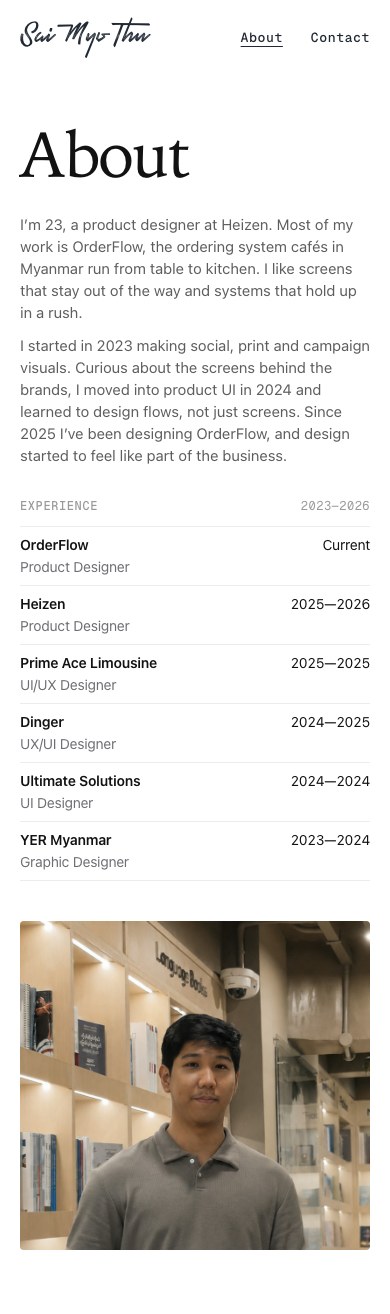 Sai Myo Thu
About Contact
About
I’m 23, a product designer at Heizen. Most of my
work is OrderFlow, the ordering system cafés in
Myanmar run from table to kitchen. I like screens
that stay out of the way and systems that hold up
in a rush.
I started in 2023 making social, print and campaign
visuals. Curious about the screens behind the
brands, I moved into product UI in 2024 and
learned to design flows, not just screens. Since
2025 I’ve been designing OrderFlow, and design
started to feel like part of the business.
EXPERIENCE 2023—2026
OrderFlow Current
Product Designer
Heizen 2025—2026
Product Designer
Prime Ace Limousine 2025—2025
UI/UX Designer
Dinger 2024—2025
UX/UI Designer
Ultimate Solutions 2024—2024
UI Designer
YER Myanmar 2023—2024
Graphic Designer
Language Books